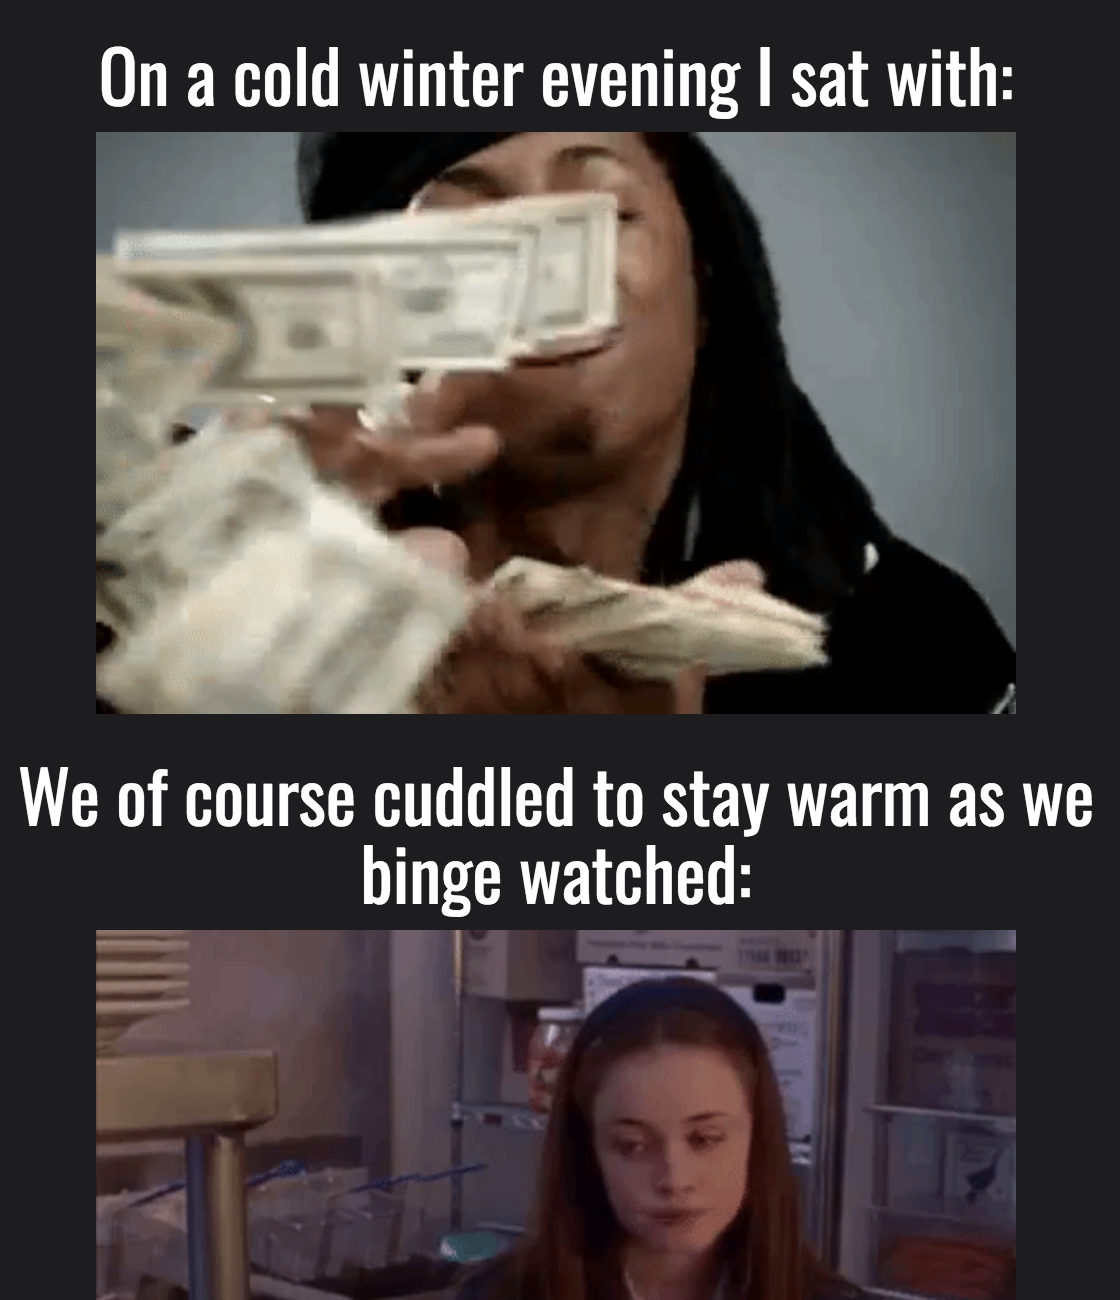 On a cold winter evening I sat with:
We of course cuddled to stay warm as we
binge watched: